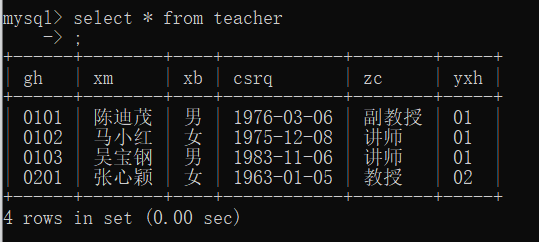 mysql> select * from teacher
    -> ;
+------+--------+------+------------+--------+------+
| gh   | xm     | xb   | csrq       | zc     | yxh  |
+------+--------+------+------------+--------+------+
| 0101 | 陈迪茂 | 男   | 1976-03-06 | 副教授 | 01   |
| 0102 | 马小红 | 女   | 1975-12-08 | 讲师   | 01   |
| 0103 | 吴宝钢 | 男   | 1983-11-06 | 讲师   | 01   |
| 0201 | 张心颖 | 女   | 1963-01-05 | 教授   | 02   |
+------+--------+------+------------+--------+------+
4 rows in set (0.00 sec)